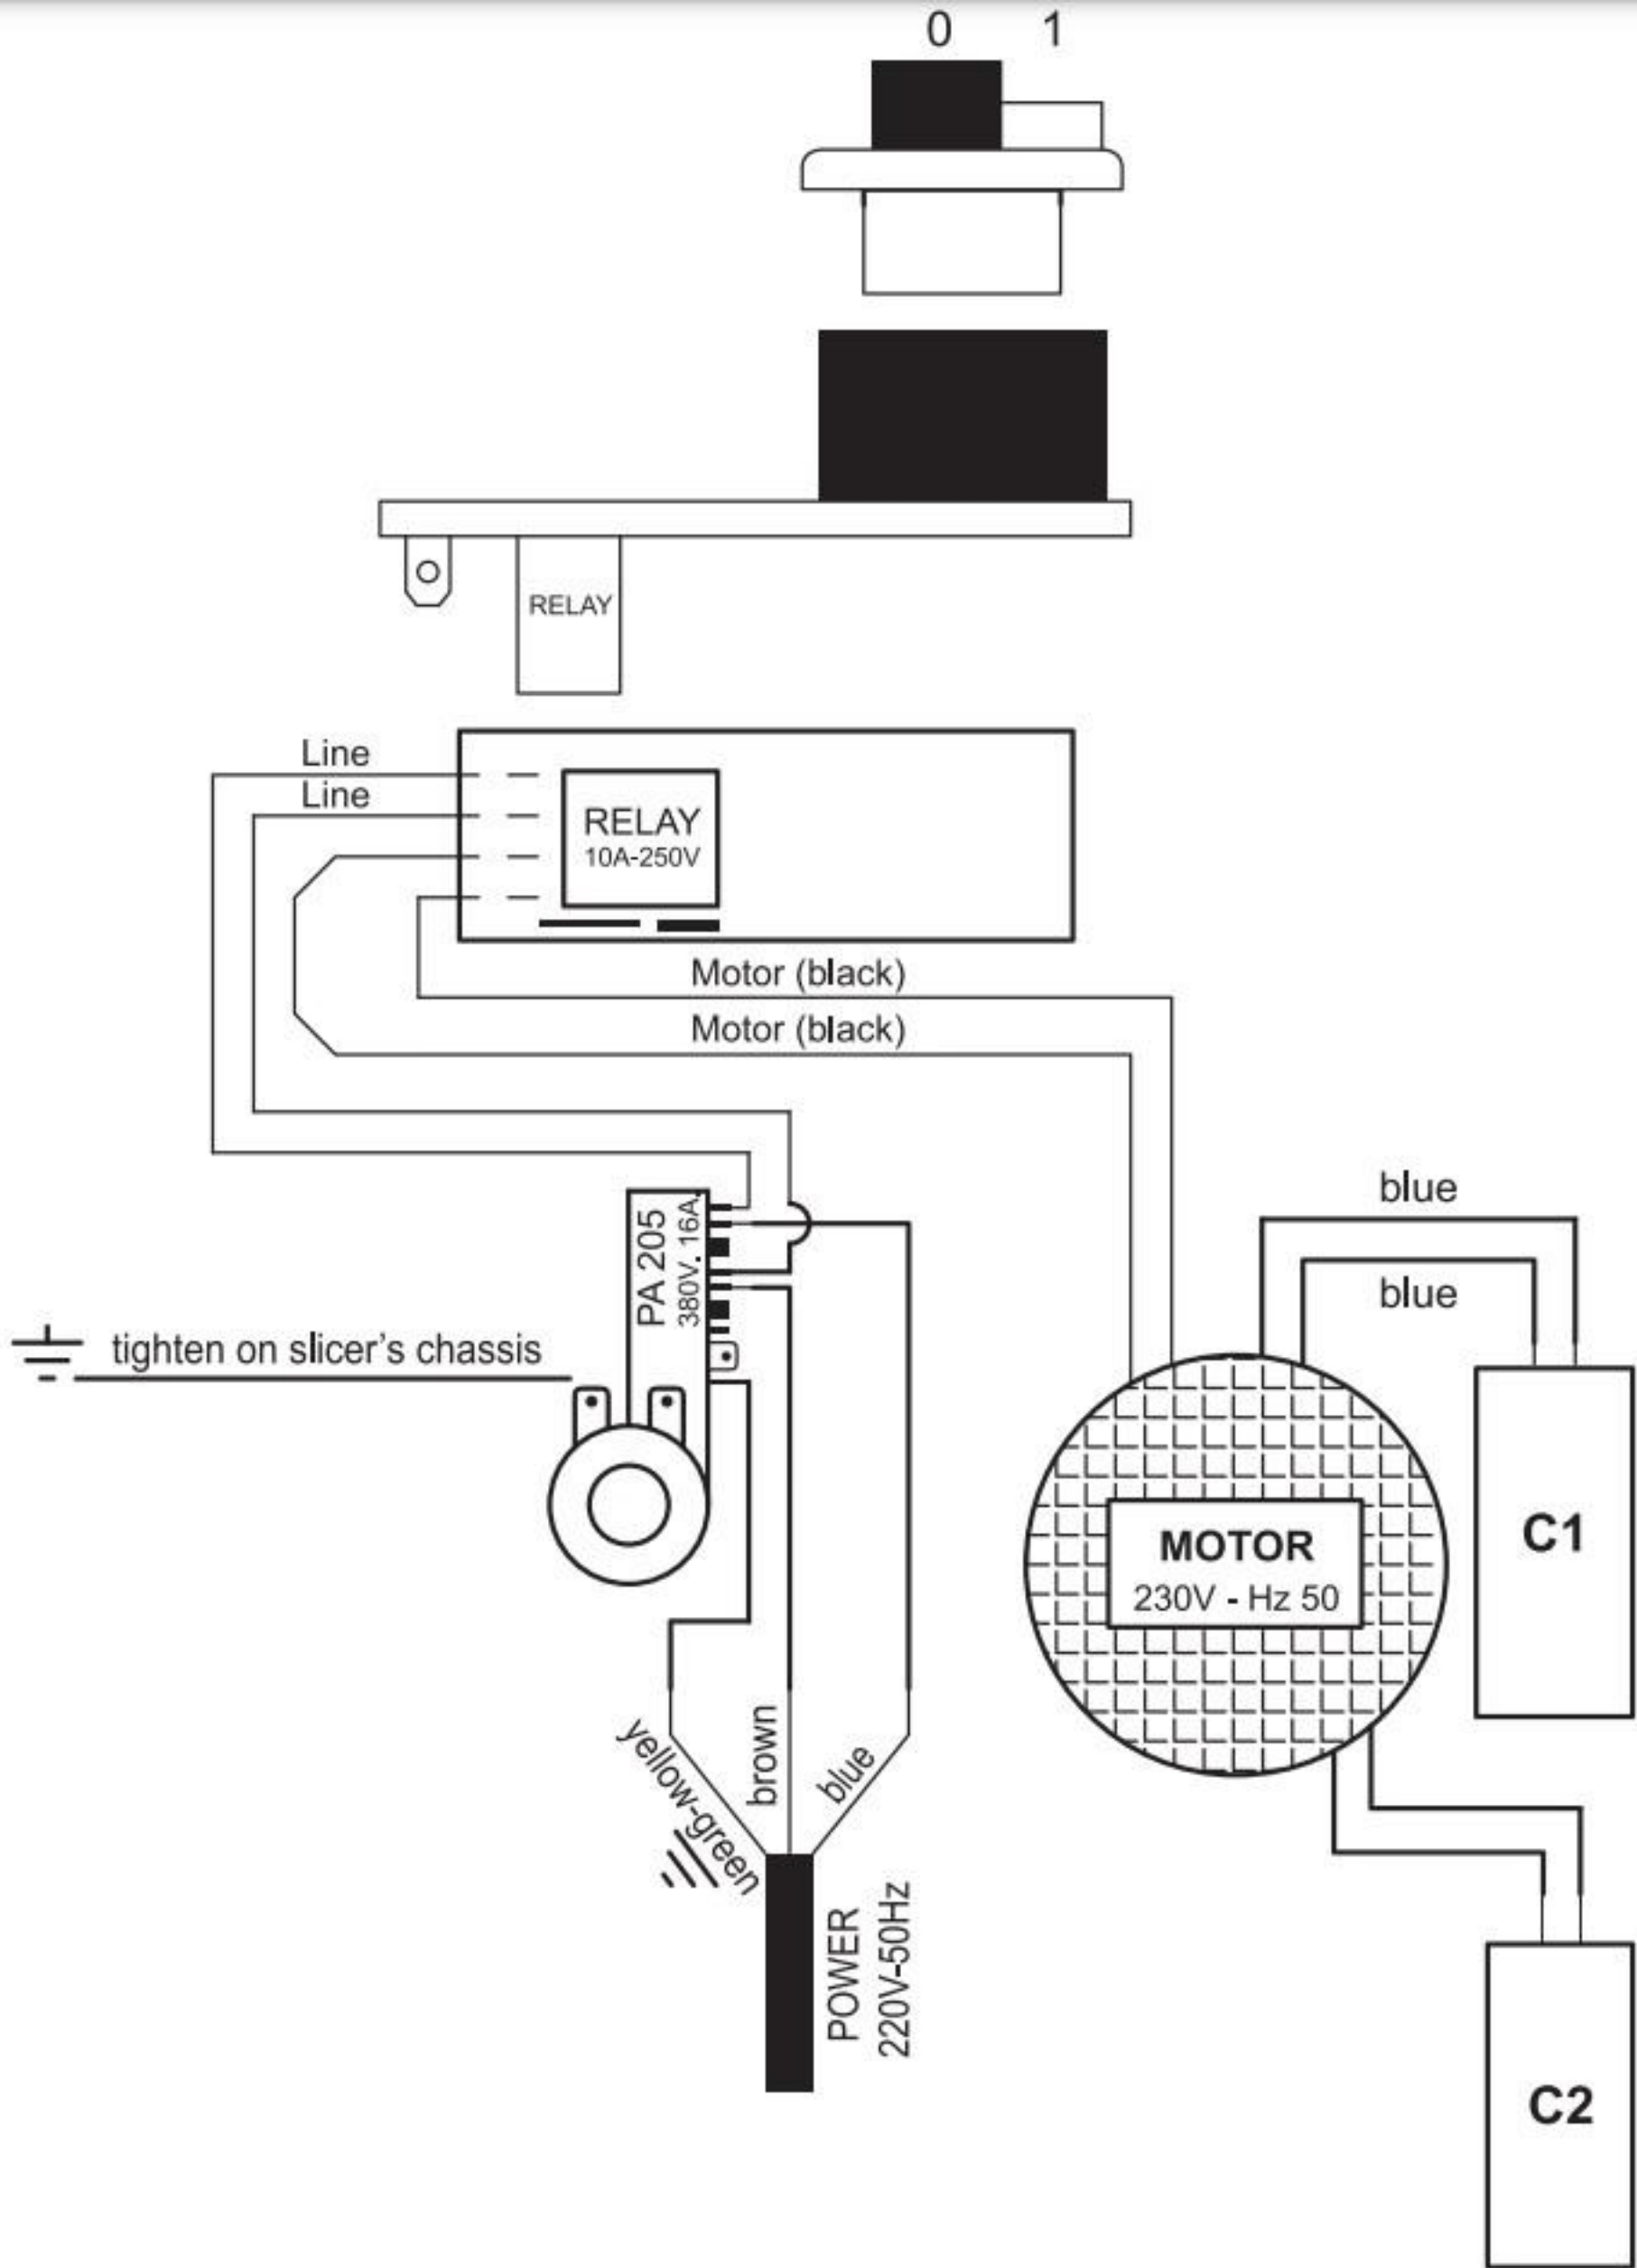 0 1
RELAY
Line
Line
RELAY
10A-250V
Motor (black)
Motor (black)
PA 205
380V. 16A.
blue
blue
tighten on slicer's chassis
MOTOR
230V - Hz 50
C1
yellow-green
brown
blue
POWER
220V-50Hz
C2